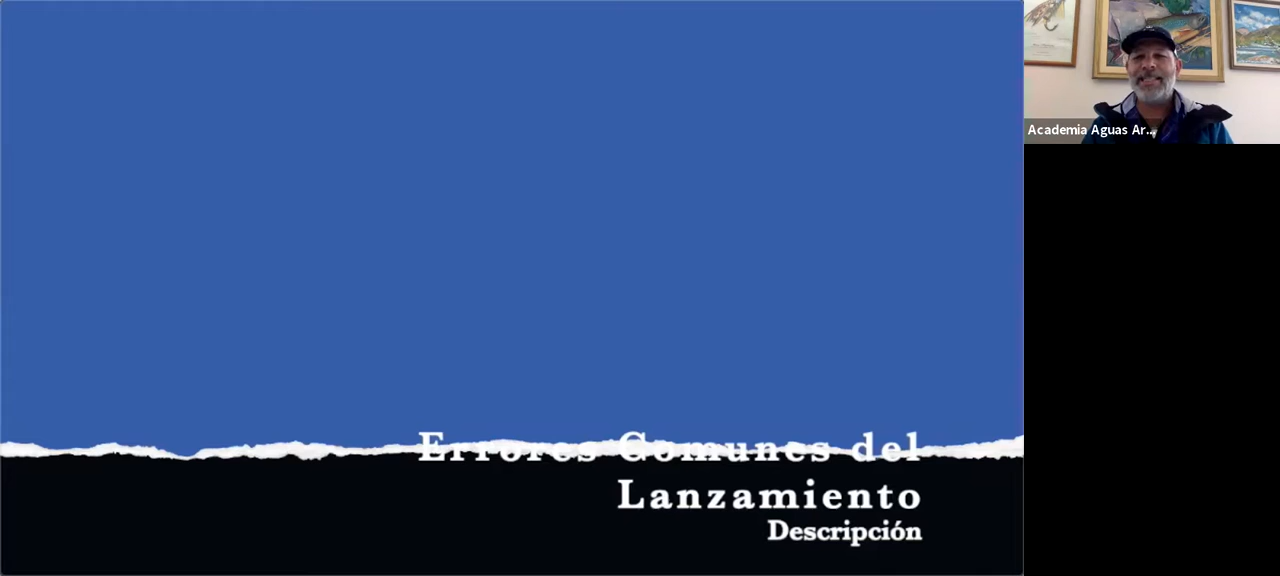 Errores Comunes del
Lanzamiento
Descripción
Academia Aguas Ar...